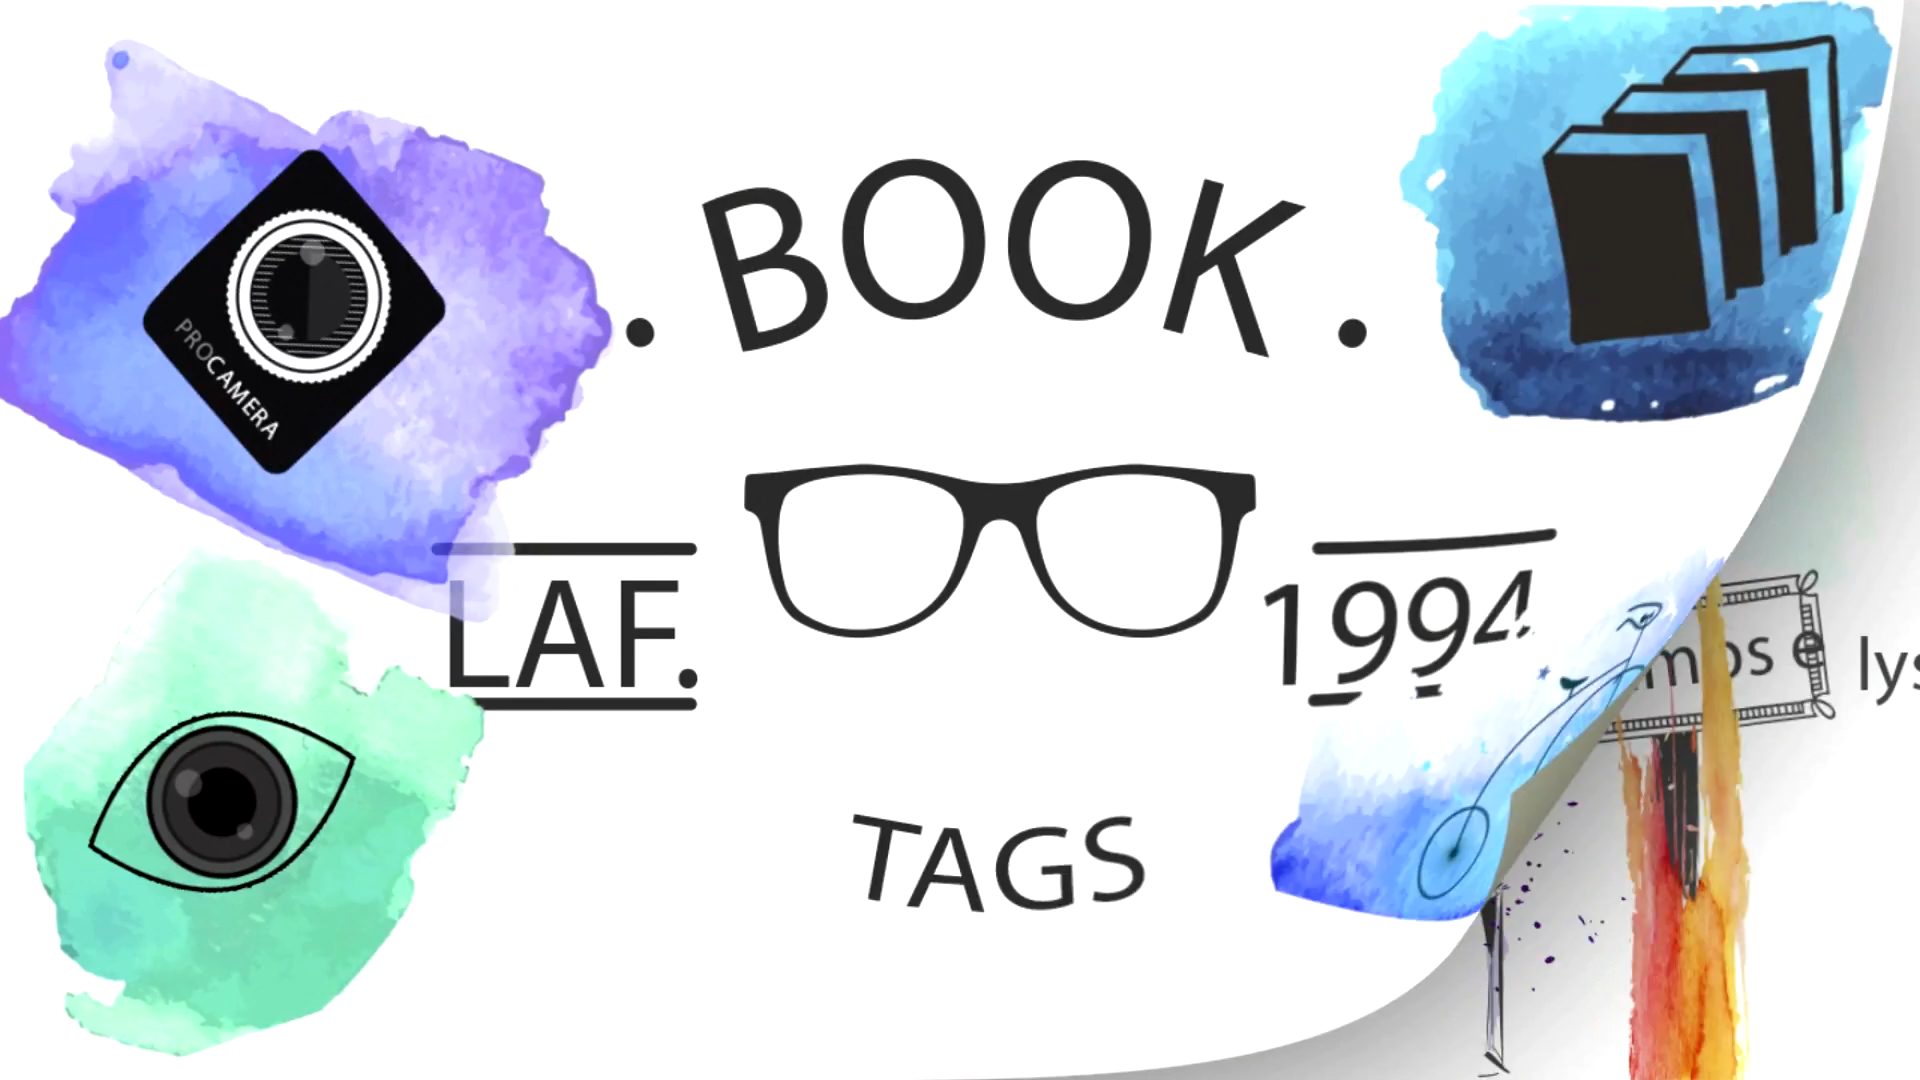 PROCAMERA
. BOOK .
LAF.
1994
TAGS